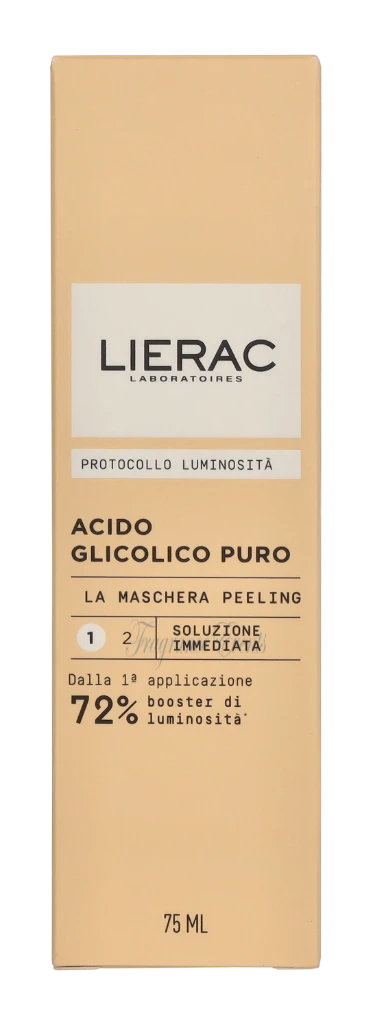 LIERAC
LABORATOIRES
PROTOCOLLO LUMINOSITÀ
ACIDO
GLICOLICO PURO
LA MASCHERA PEELING
1 2 SOLUZIONE
IMMEDIATA
Dalla 1ª applicazione
72% booster di
luminosità*
75 ML